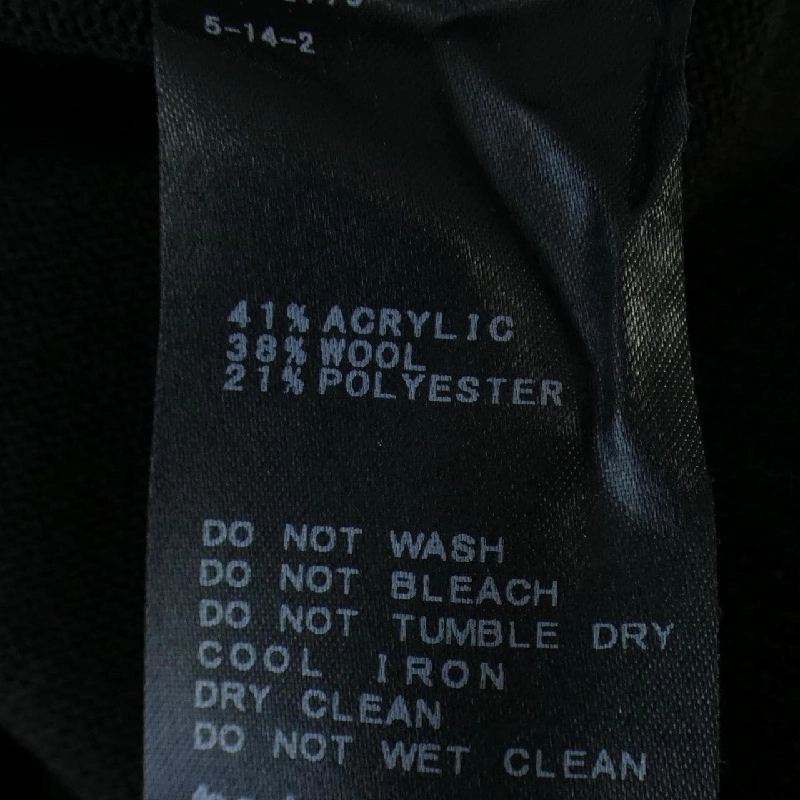 5-14-2
41% ACRYLIC
38% WOOL
21% POLYESTER
DO NOT WASH
DO NOT BLEACH
DO NOT TUMBLE DRY
COOL IRON
DRY CLEAN
DO NOT WET CLEAN